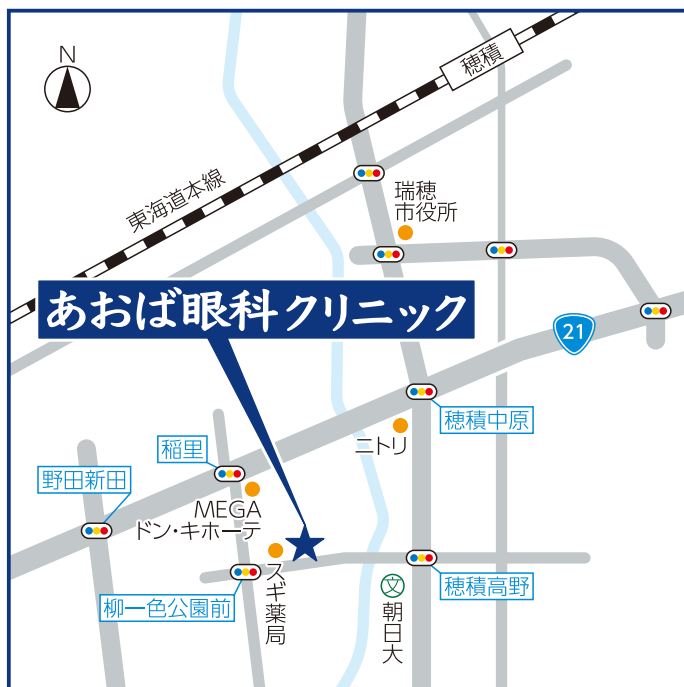 N
穂積
東海道本線
瑞穂
市役所
あおば眼科クリニック
21
穂積中原
ニトリ
稲里
野田新田
MEGA
ドン・キホーテ
スギ薬局
柳一色公園前
文
朝日大
穂積高野